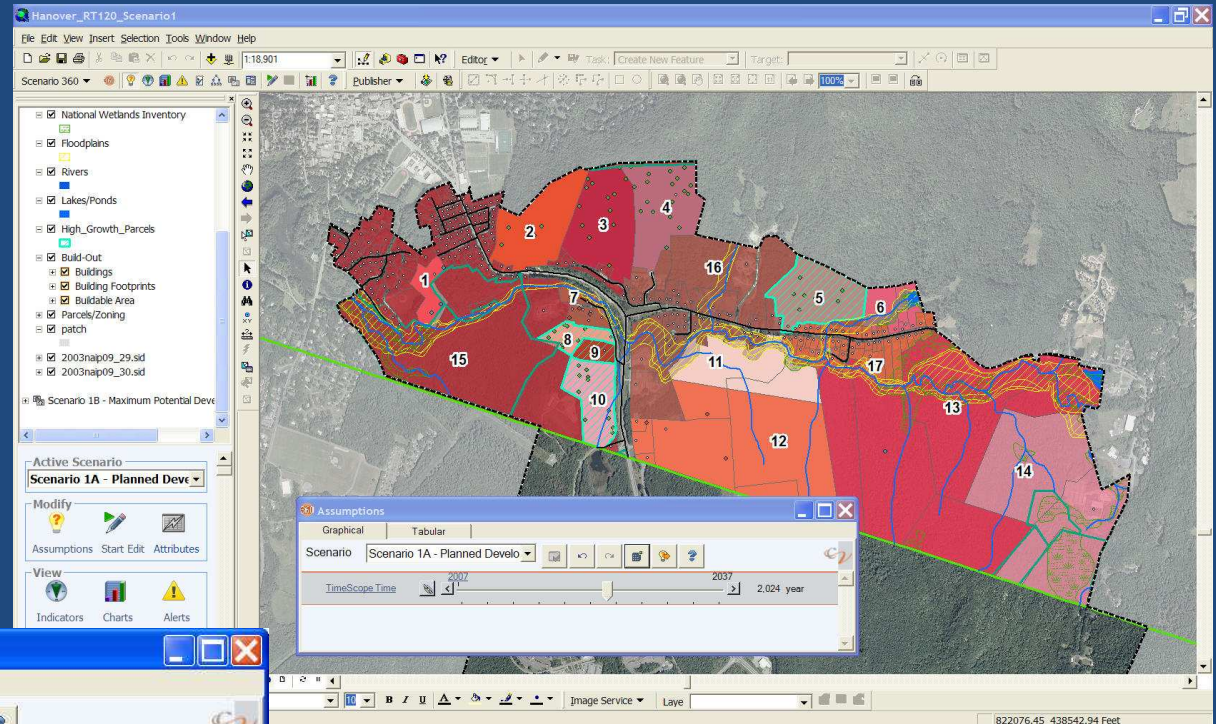 Hanover_RT120_Scenario1
File Edit View Insert Selection Tools Window Help
1:18,901 Editor Task: Create New Feature Target:
Scenario 360 Publisher 100%
National Wetlands Inventory
Floodplains
Rivers
Lakes/Ponds
High_Growth_Parcels
Build-Out
Buildings
Building Footprints
Buildable Area
Parcels/Zoning
patch
2003naip09_29.sid
2003naip09_30.sid
Scenario 1B - Maximum Potential Deve
Active Scenario
Scenario 1A - Planned Deve
Modify
Assumptions Start Edit Attributes
View
Indicators Charts Alerts
1
2
3
4
16
5
6
7
8
9
15
10
11
17
13
12
14
Assumptions
Graphical Tabular
Scenario Scenario 1A - Planned Develo
TimeScope Time 2007 2037 2,024 year
10 B I U A Image Service Laye
822076.45 438542.94 Feet